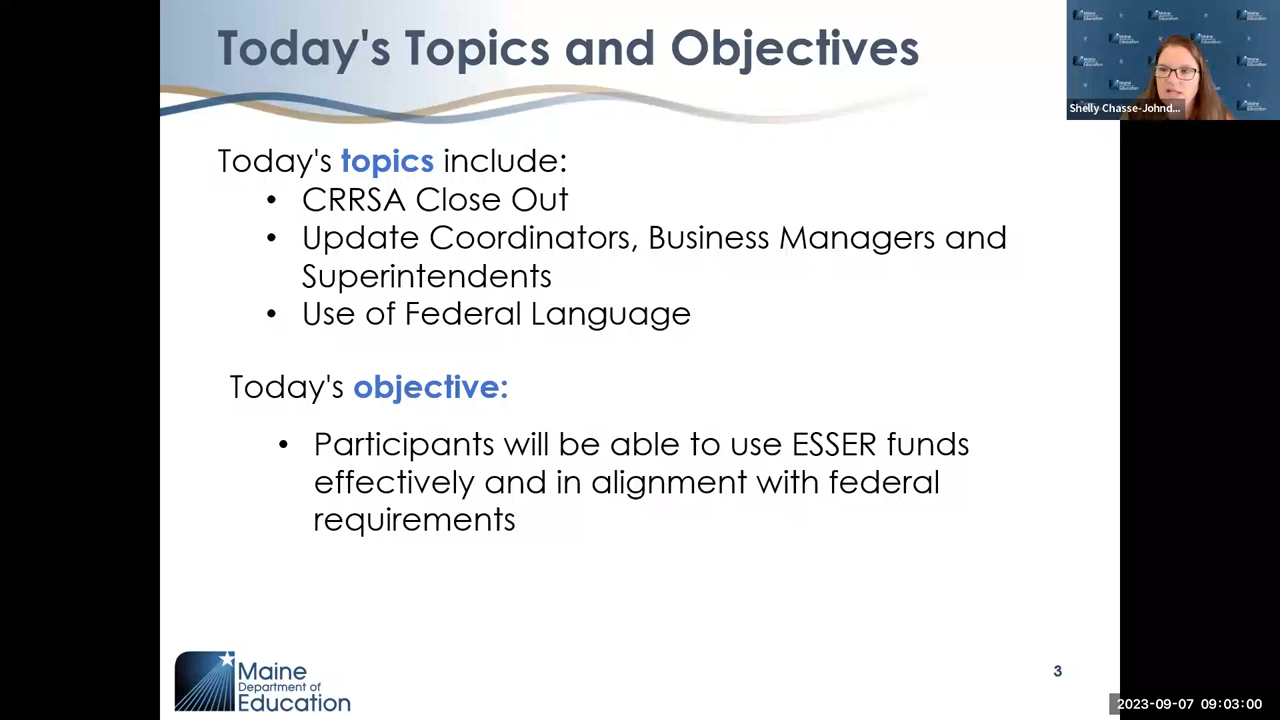 Today's Topics and Objectives
Shelly Chasse-Johnd...
Today's topics include:
• CRRSA Close Out
• Update Coordinators, Business Managers and
Superintendents
• Use of Federal Language
Today's objective:
• Participants will be able to use ESSER funds
effectively and in alignment with federal
requirements
Maine
Department of
Education
3
2023-09-07 09:03:00